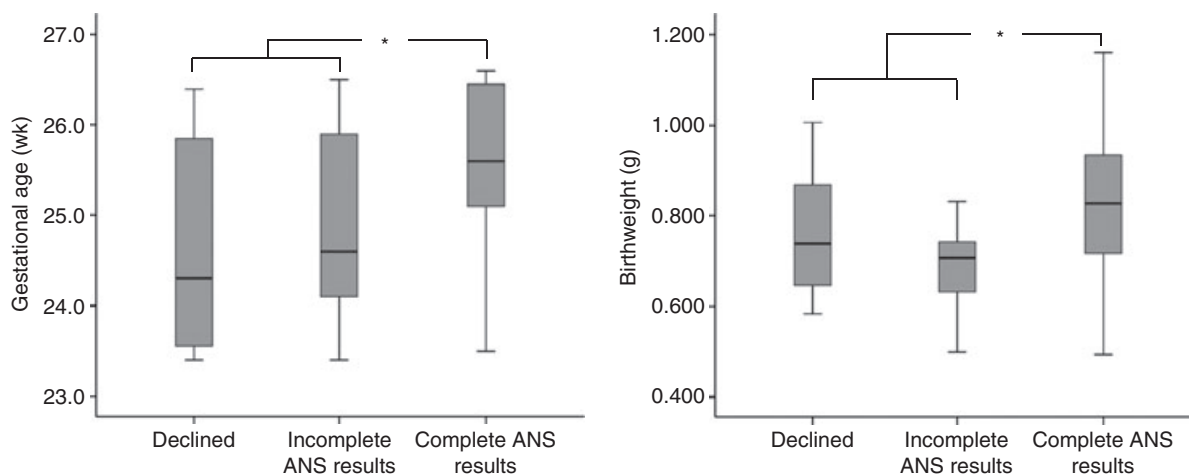 27.0
26.0
25.0
24.0
23.0
Gestational age (wk)
*
Declined
Incomplete
ANS results
Complete ANS
results
1.200
1.000
0.800
0.600
0.400
Birthweight (g)
*
Declined
Incomplete
ANS results
Complete ANS
results